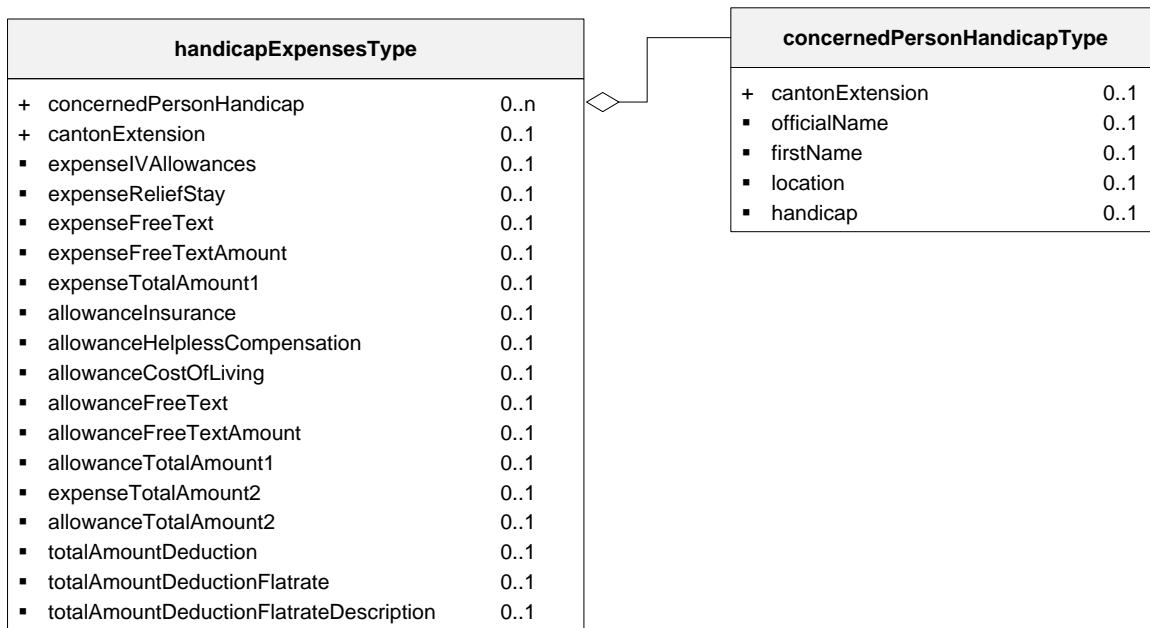 handicapExpensesType
+ concernedPersonHandicap 0..n
+ cantonExtension 0..1
▪ expenseIVAllowances 0..1
▪ expenseReliefStay 0..1
▪ expenseFreeText 0..1
▪ expenseFreeTextAmount 0..1
▪ expenseTotalAmount1 0..1
▪ allowanceInsurance 0..1
▪ allowanceHelplessCompensation 0..1
▪ allowanceCostOfLiving 0..1
▪ allowanceFreeText 0..1
▪ allowanceFreeTextAmount 0..1
▪ allowanceTotalAmount1 0..1
▪ expenseTotalAmount2 0..1
▪ allowanceTotalAmount2 0..1
▪ totalAmountDeduction 0..1
▪ totalAmountDeductionFlatrate 0..1
▪ totalAmountDeductionFlatrateDescription 0..1
concernedPersonHandicapType
+ cantonExtension 0..1
▪ officialName 0..1
▪ firstName 0..1
▪ location 0..1
▪ handicap 0..1